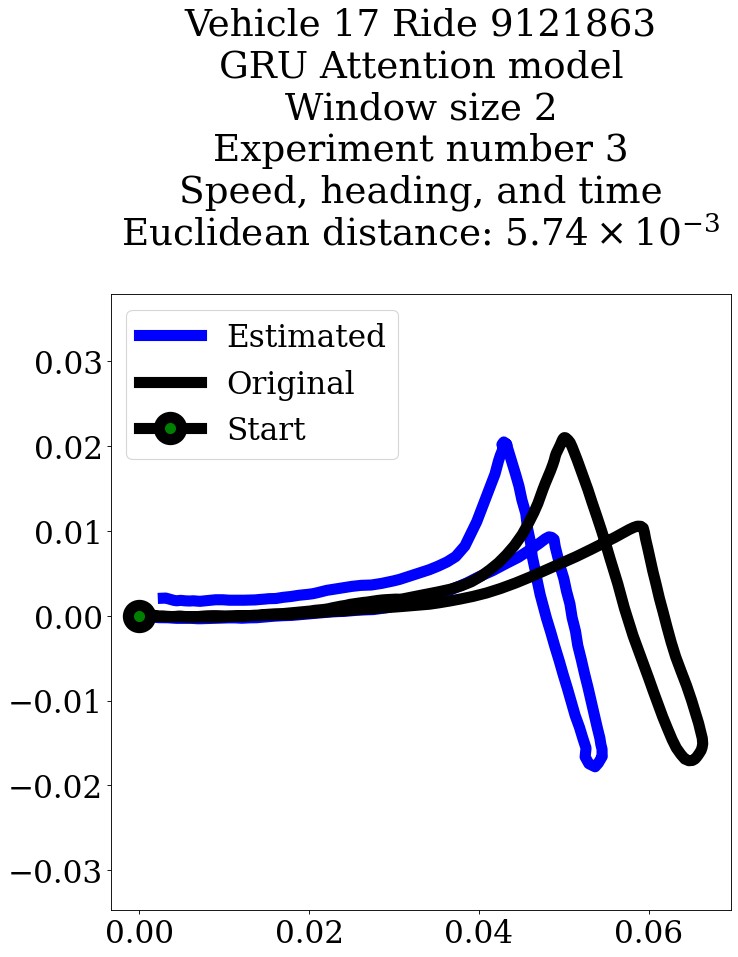 Vehicle 17 Ride 9121863
GRU Attention model
Window size 2
Experiment number 3
Speed, heading, and time
Euclidean distance: 5.74 × 10⁻³
Estimated
Original
Start
0.03
0.02
0.01
0.00
−0.01
−0.02
−0.03
0.00 0.02 0.04 0.06